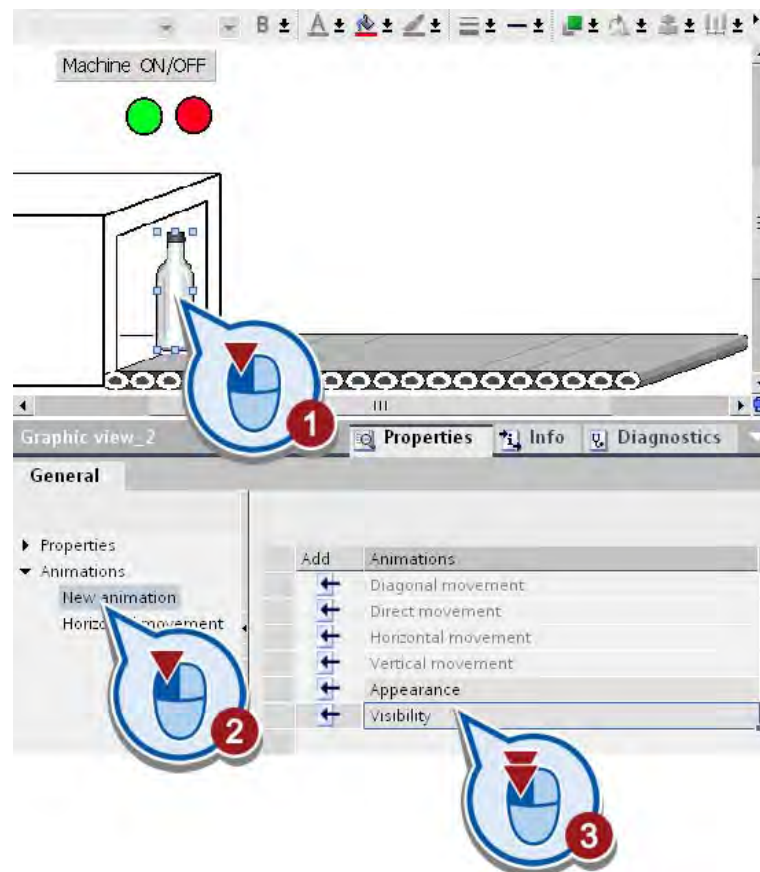 B A
Machine ON/OFF
1
Graphic view_2 Properties Info Diagnostics
General
Properties
Animations
New animation
Horizo movement
Add Animations
Diagonal movement
Direct movement
Horizontal movement
Vertical movement
Appearance
Visibility
2
3